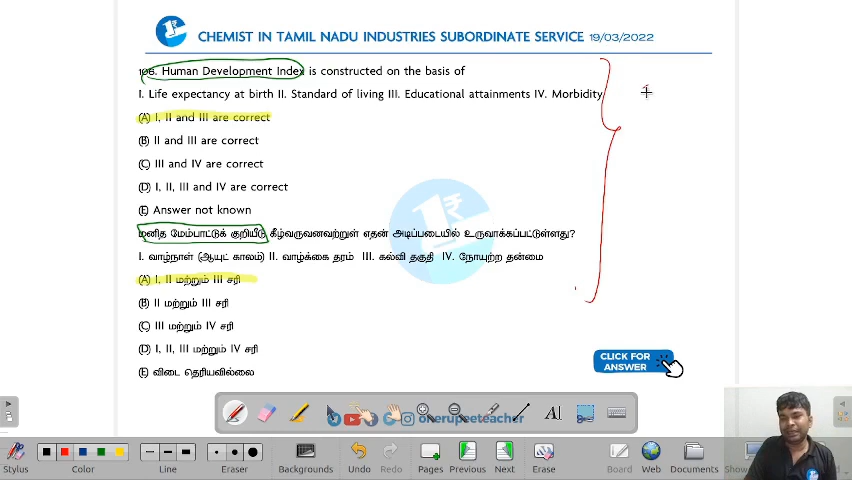 CHEMIST IN TAMIL NADU INDUSTRIES SUBORDINATE SERVICE 19/03/2022
106. Human Development Index is constructed on the basis of
I. Life expectancy at birth II. Standard of living III. Educational attainments IV. Morbidity
(A) I, II and III are correct
(B) II and III are correct
(C) III and IV are correct
(D) I, II, III and IV are correct
(E) Answer not known
மனித மேம்பாட்டுக் குறியீடு கீழ்வருவனவற்றுள் எதன் அடிப்படையில் உருவாக்கப்பட்டுள்ளது?
I. வாழ்நாள் (ஆயுட் காலம்) II. வாழ்க்கை தரம் III. கல்வி தகுதி IV. நோயுற்ற தன்மை
(A) I, II மற்றும் III சரி
(B) II மற்றும் III சரி
(C) III மற்றும் IV சரி
(D) I, II, III மற்றும் IV சரி
(E) விடை தெரியவில்லை
CLICK FOR
ANSWER
onerupeeteacher
Stylus Color Line Eraser Backgrounds Undo Redo Pages Previous Next Erase Board Web Documents Show